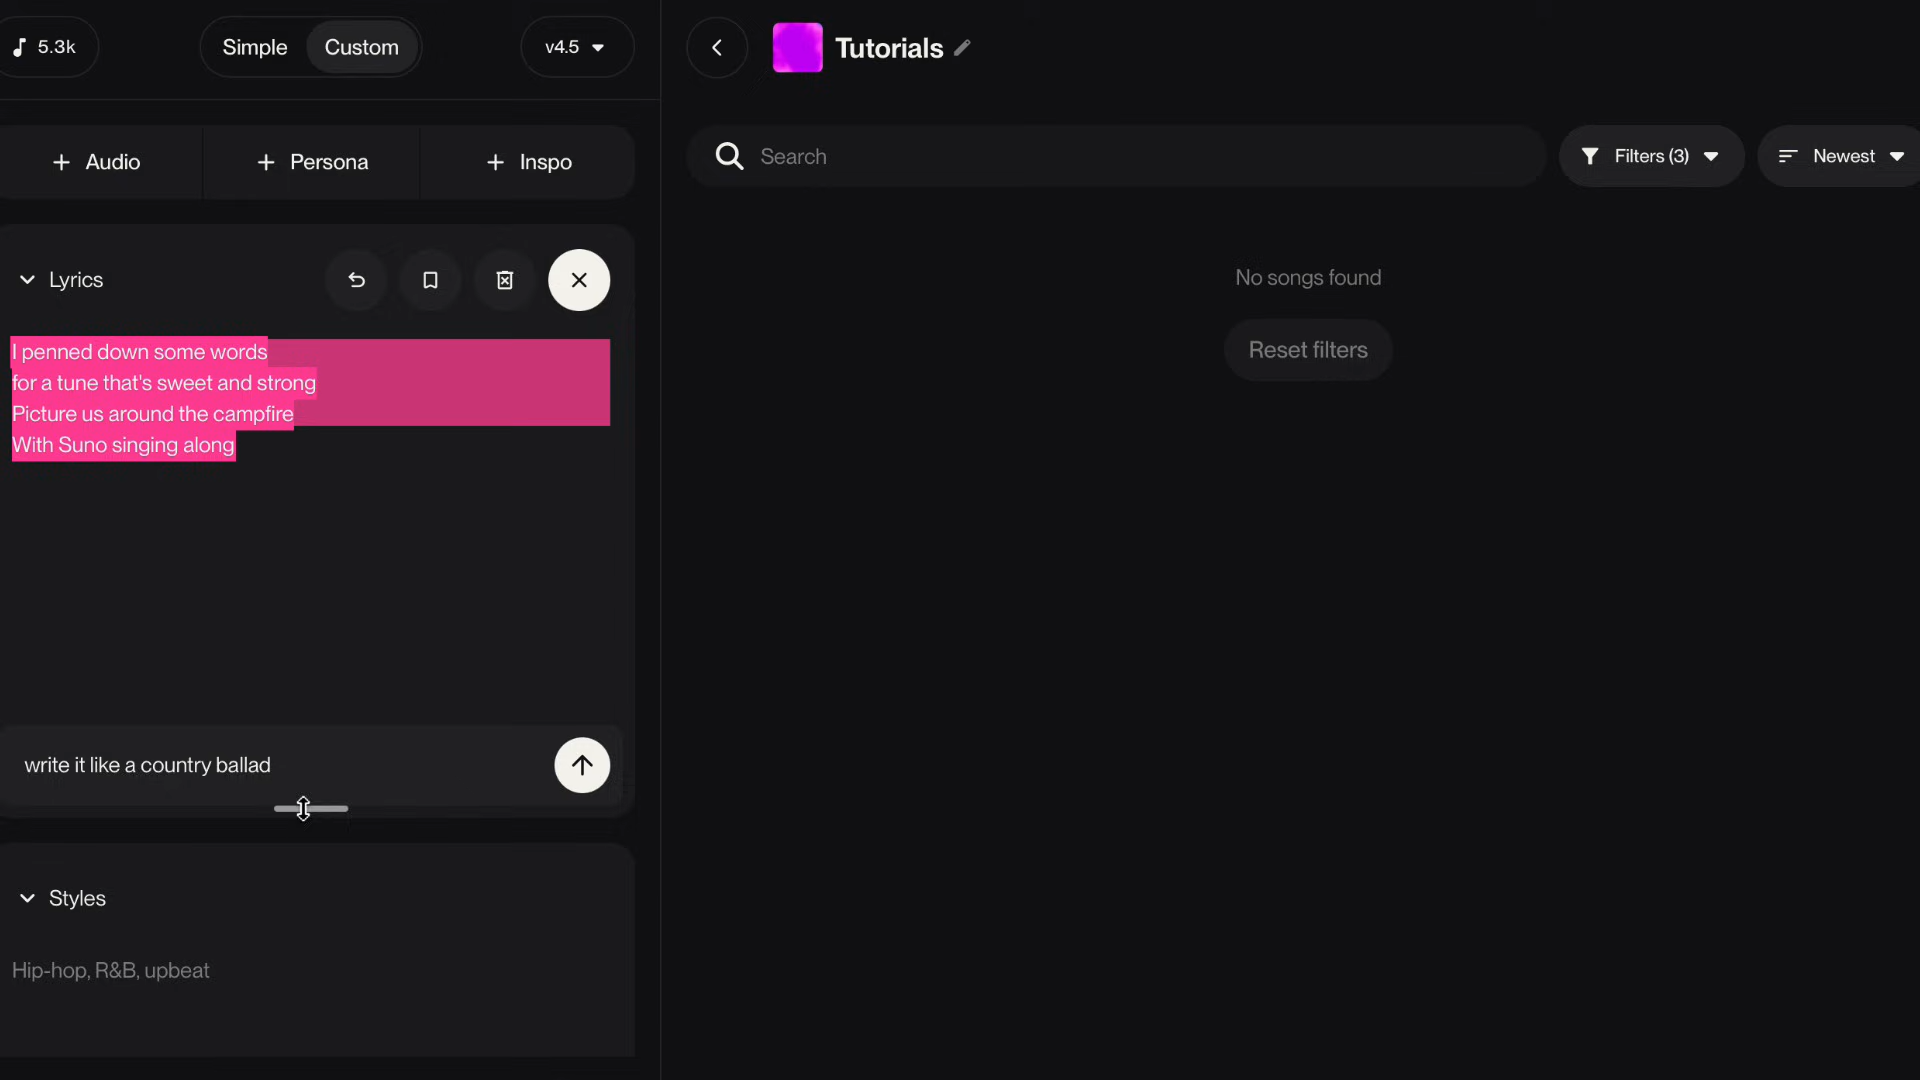 5.3k
Simple
Custom
v4.5
Tutorials
Audio
Persona
Inspo
Search
Filters (3)
Newest
Lyrics
No songs found
Reset filters
I penned down some words
for a tune that's sweet and strong
Picture us around the campfire
With Suno singing along
write it like a country ballad
Styles
Hip-hop, R&B, upbeat